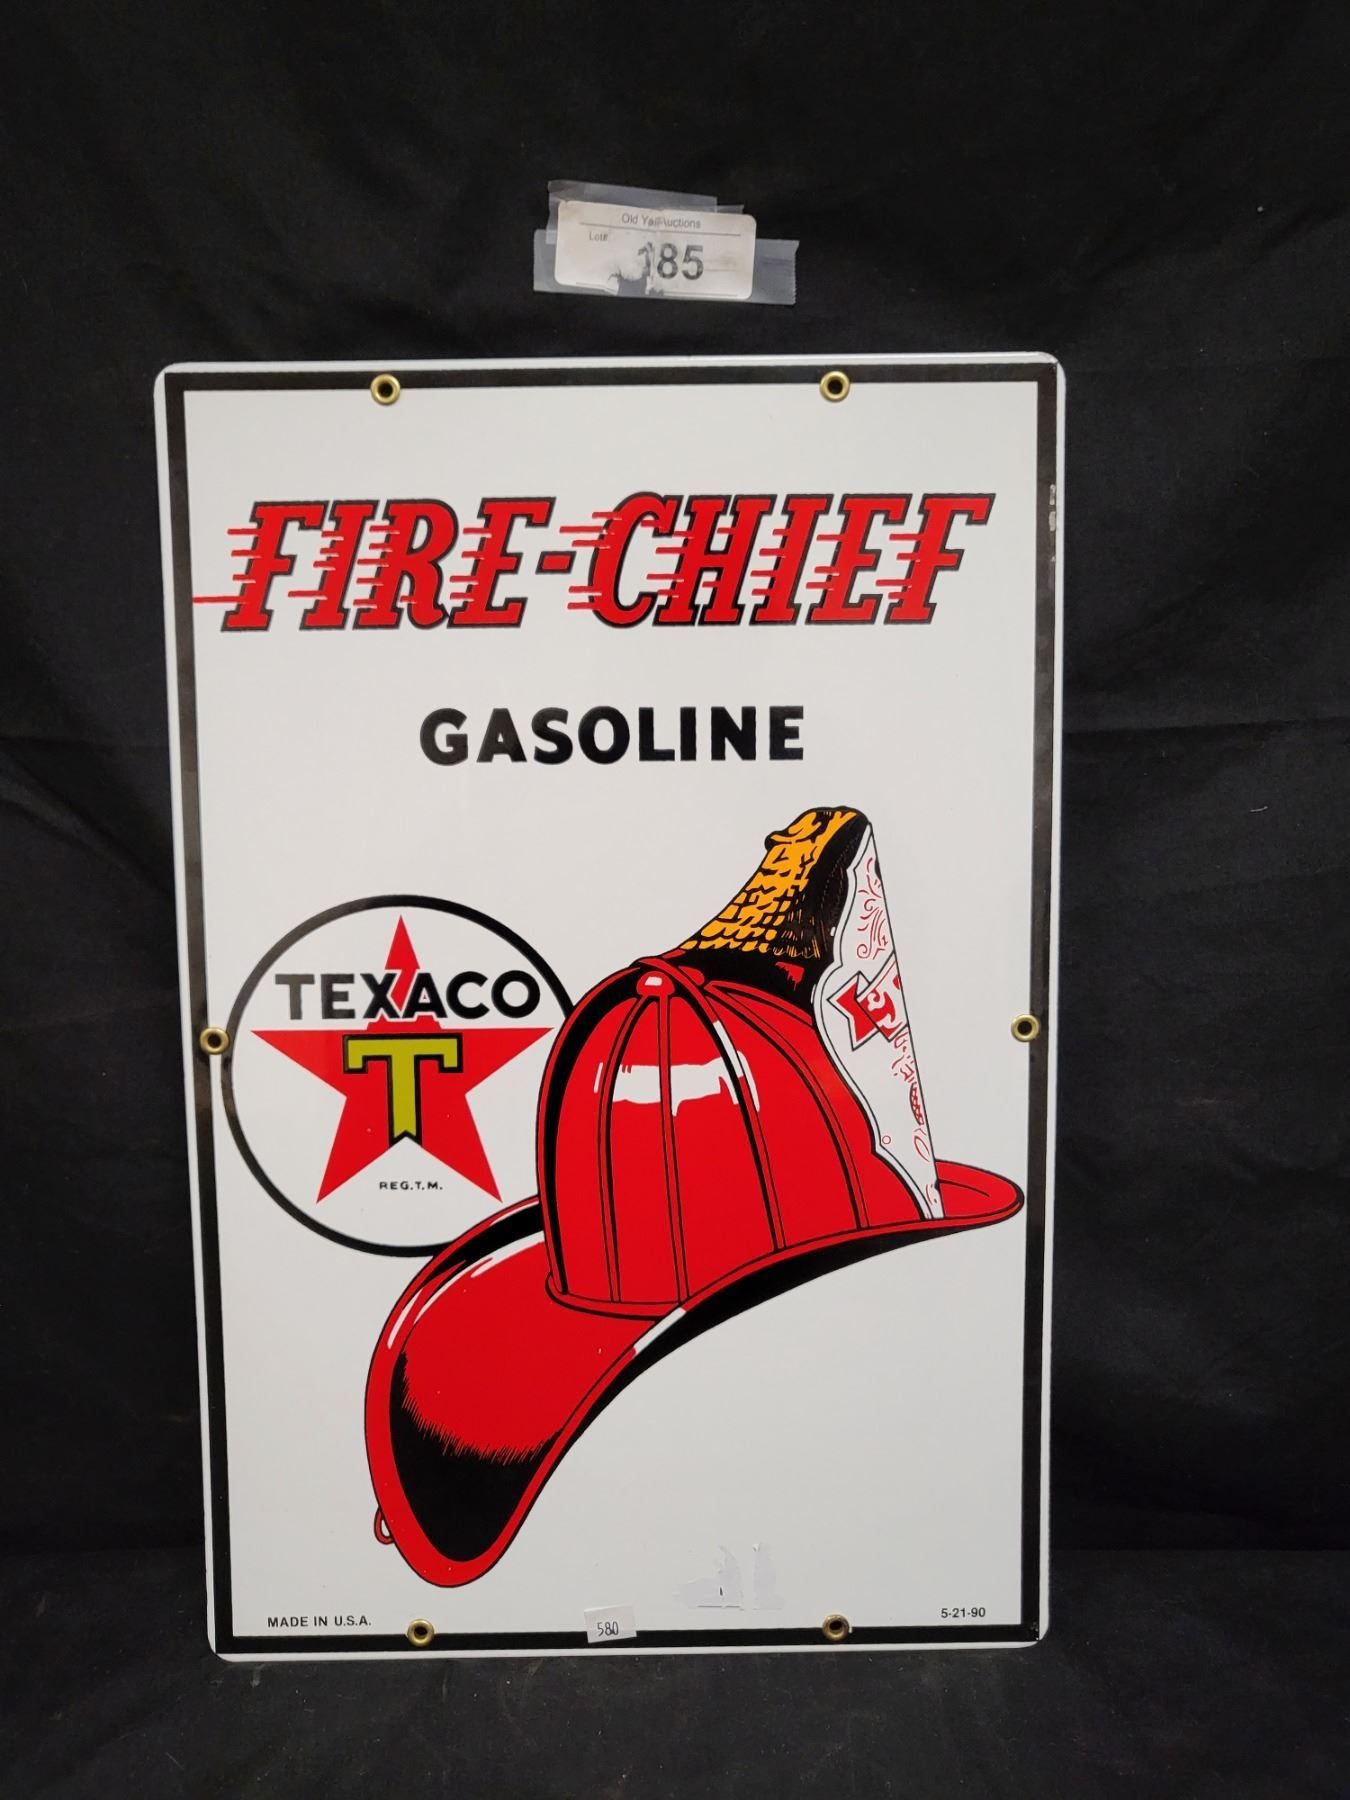 Old Yell Auctions
Lot#
185
FIRE-CHIEF
GASOLINE
TEXACO
T
REG. T. M.
MADE IN U.S.A.
580
5-21-90